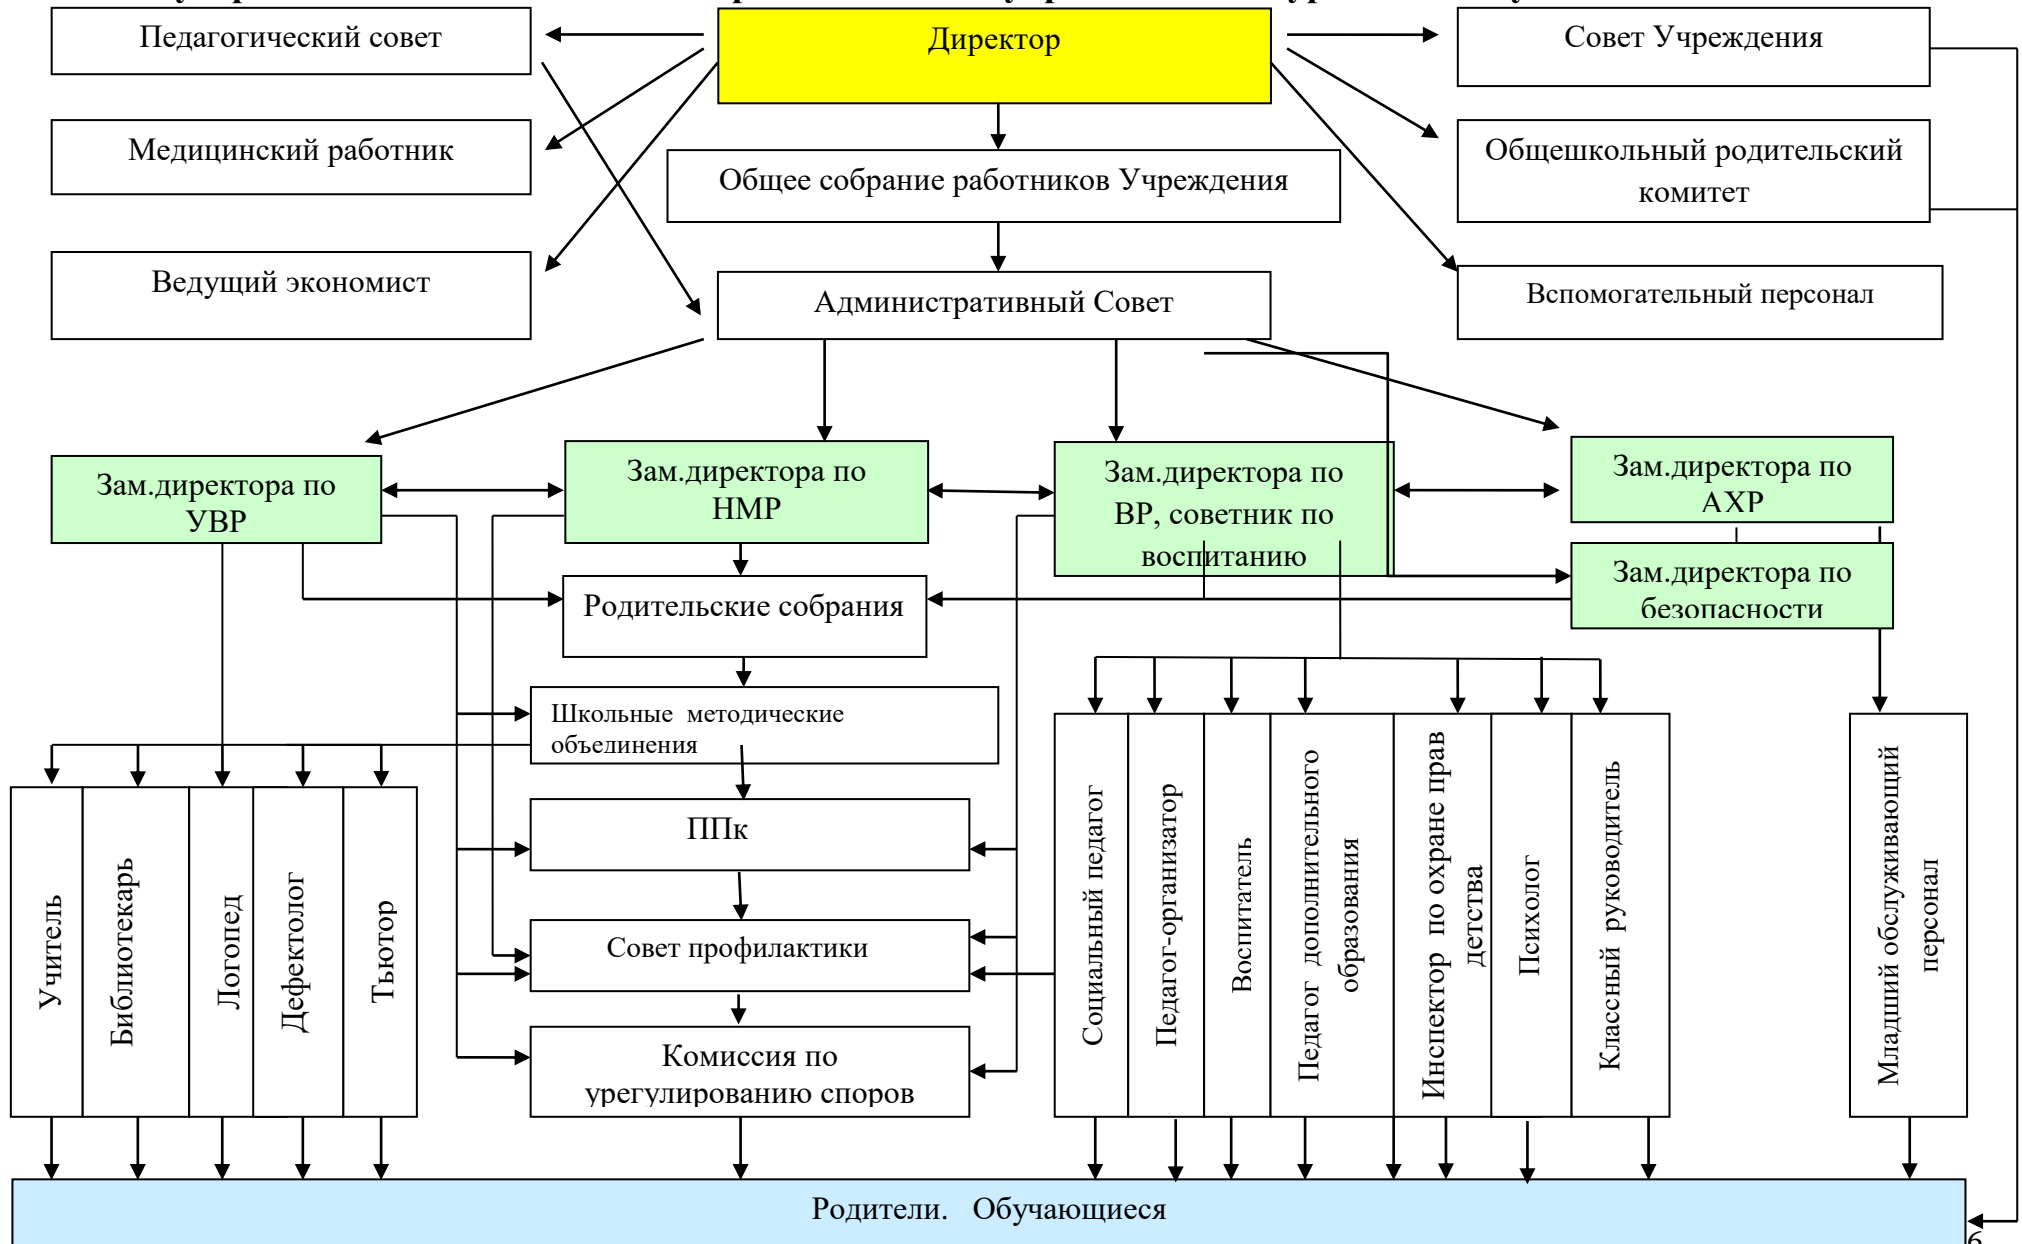 Педагогический совет
Директор
Совет Учреждения
Медицинский работник
Общее собрание работников Учреждения
Общешкольный родительский
комитет
Ведущий экономист
Административный Совет
Вспомогательный персонал
Зам.директора по
УВР
Зам.директора по
НМР
Зам.директора по
ВР, советник по
воспитанию
Зам.директора по
АХР
Зам.директора по
безопасности
Родительские собрания
Школьные методические
объединения
ППк
Совет профилактики
Комиссия по
урегулированию споров
Учитель
Библиотекарь
Логопед
Дефектолог
Тьютор
Социальный педагог
Педагог-организатор
Воспитатель
Педагог дополнительного
образования
Инспектор по охране прав
детства
Психолог
Классный руководитель
Младший обслуживающий
персонал
Родители. Обучающиеся
6